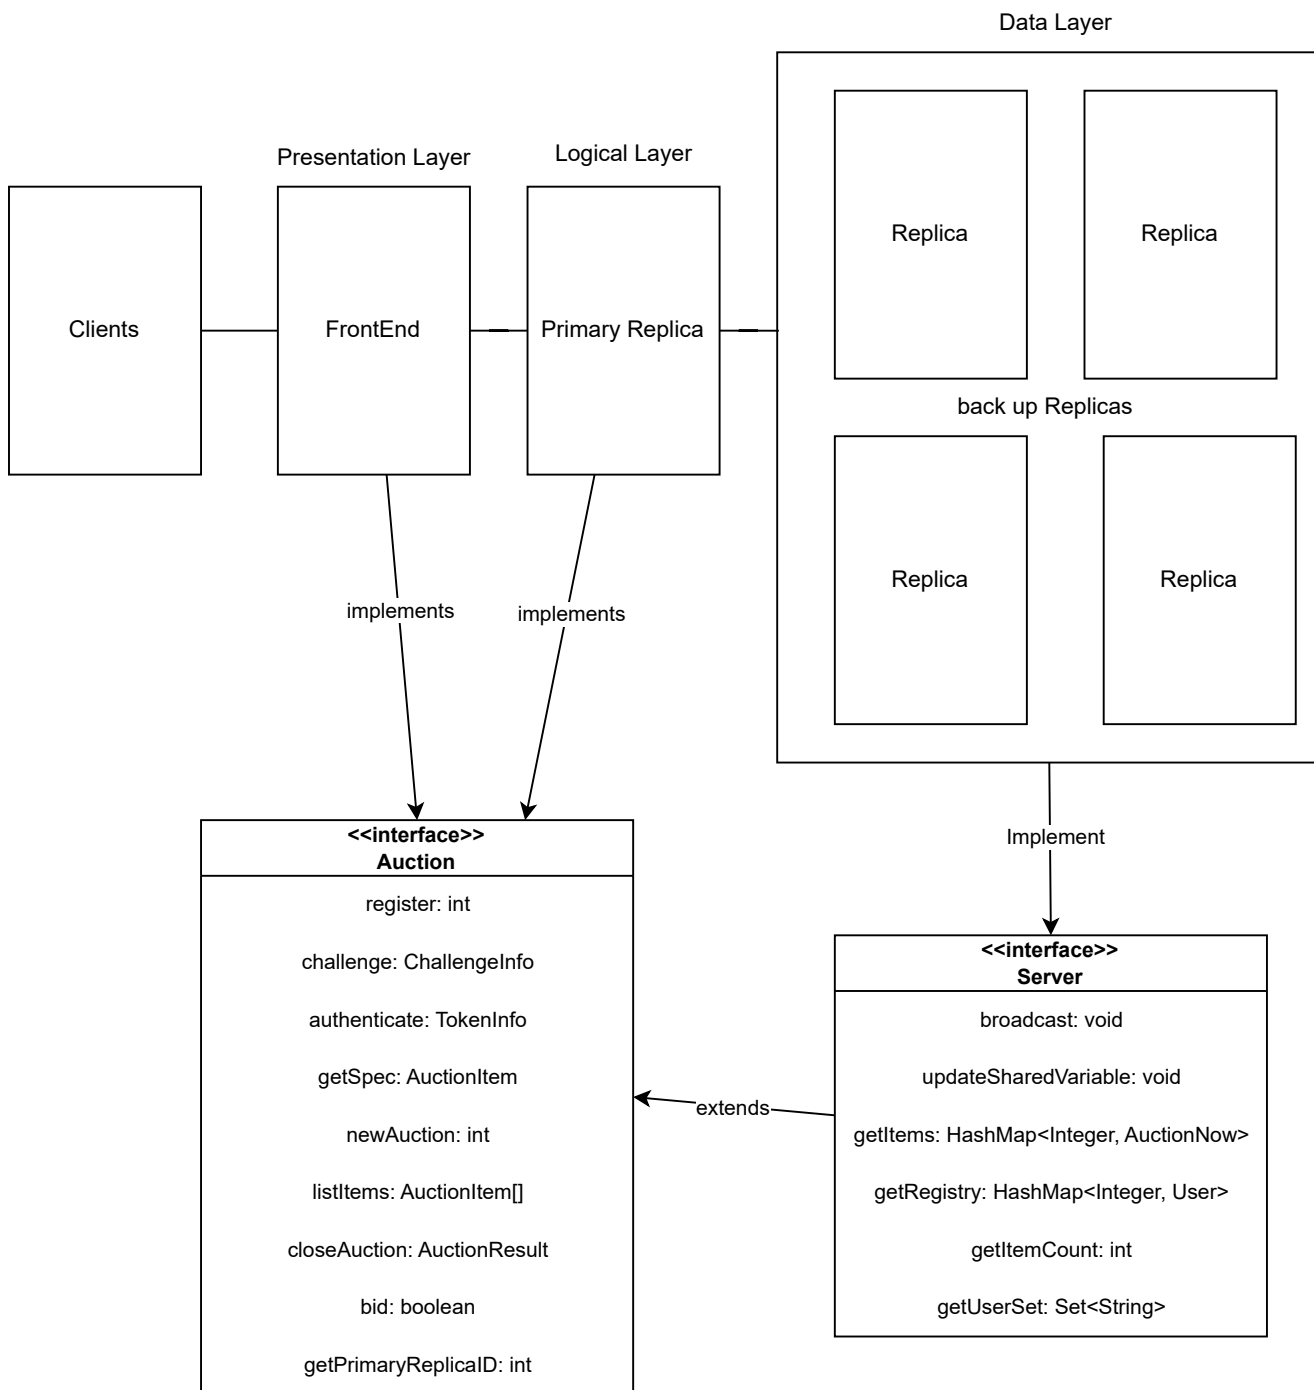 Data Layer
Presentation Layer
Logical Layer
Replica
Replica
Clients
FrontEnd
Primary Replica
back up Replicas
Replica
Replica
implements
implements
Implement
<<interface>>
Auction
register: int
challenge: ChallengeInfo
authenticate: TokenInfo
getSpec: AuctionItem
newAuction: int
listItems: AuctionItem[]
closeAuction: AuctionResult
bid: boolean
getPrimaryReplicaID: int
extends
<<interface>>
Server
broadcast: void
updateSharedVariable: void
getItems: HashMap<Integer, AuctionNow>
getRegistry: HashMap<Integer, User>
getItemCount: int
getUserSet: Set<String>